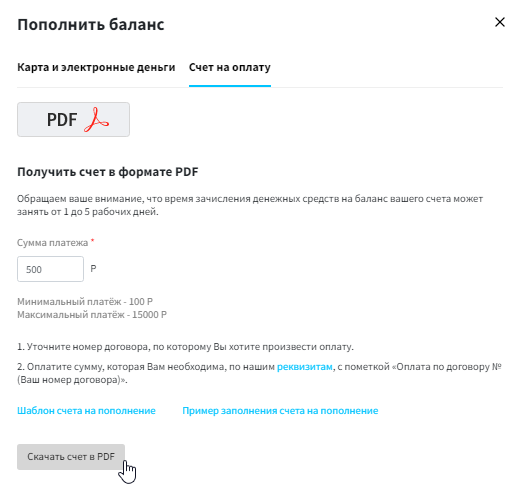 Пополнить баланс
Карта и электронные деньги Счет на оплату
PDF
Получить счет в формате PDF
Обращаем ваше внимание, что время зачисления денежных средств на баланс вашего счета может
занять от 1 до 5 рабочих дней.
Сумма платежа *
500 Р
Минимальный платёж - 100 Р
Максимальный платёж - 15000 Р
1. Уточните номер договора, по которому Вы хотите произвести оплату.
2. Оплатите сумму, которая Вам необходима, по нашим реквизитам, с пометкой «Оплата по договору №
(Ваш номер договора)».
Шаблон счета на пополнение Пример заполнения счета на пополнение
Скачать счет в PDF